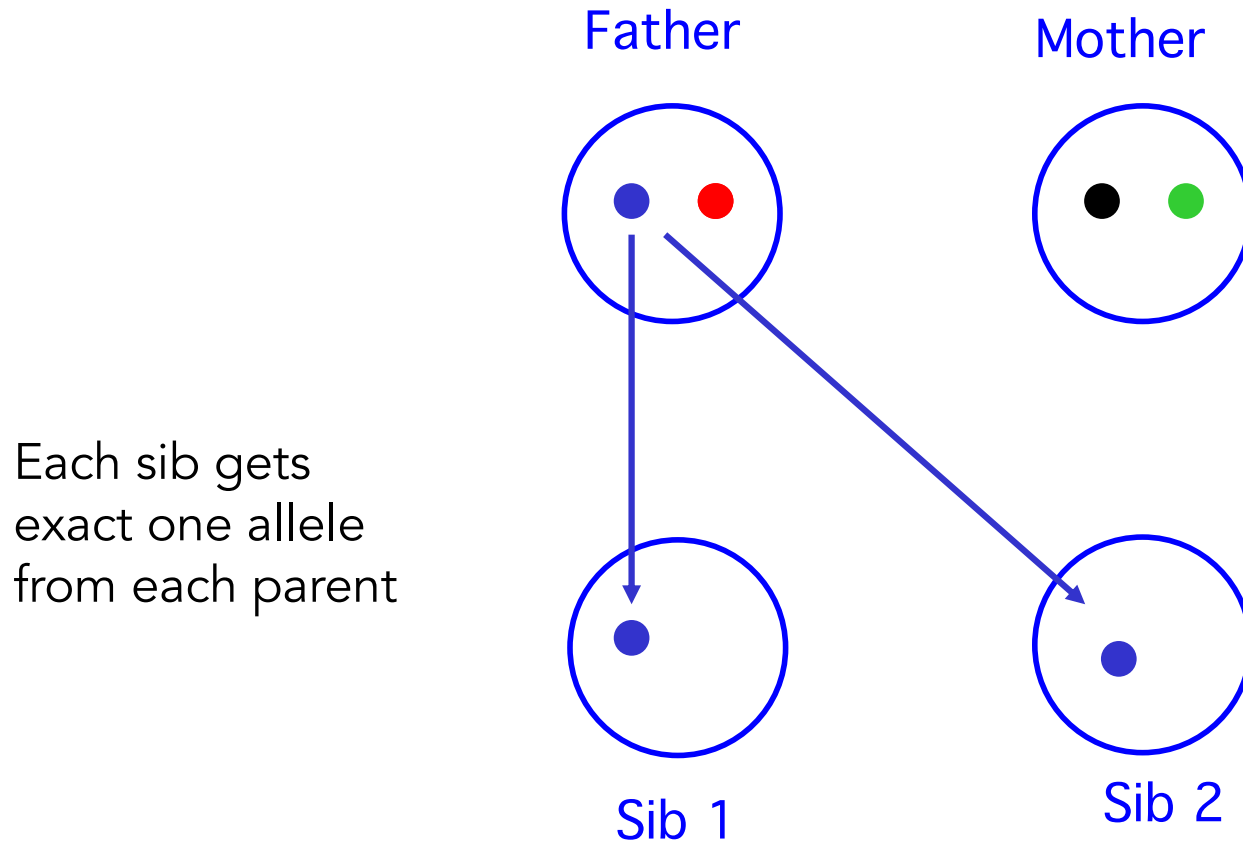 Father
Mother
Each sib gets
exact one allele
from each parent
Sib 1
Sib 2